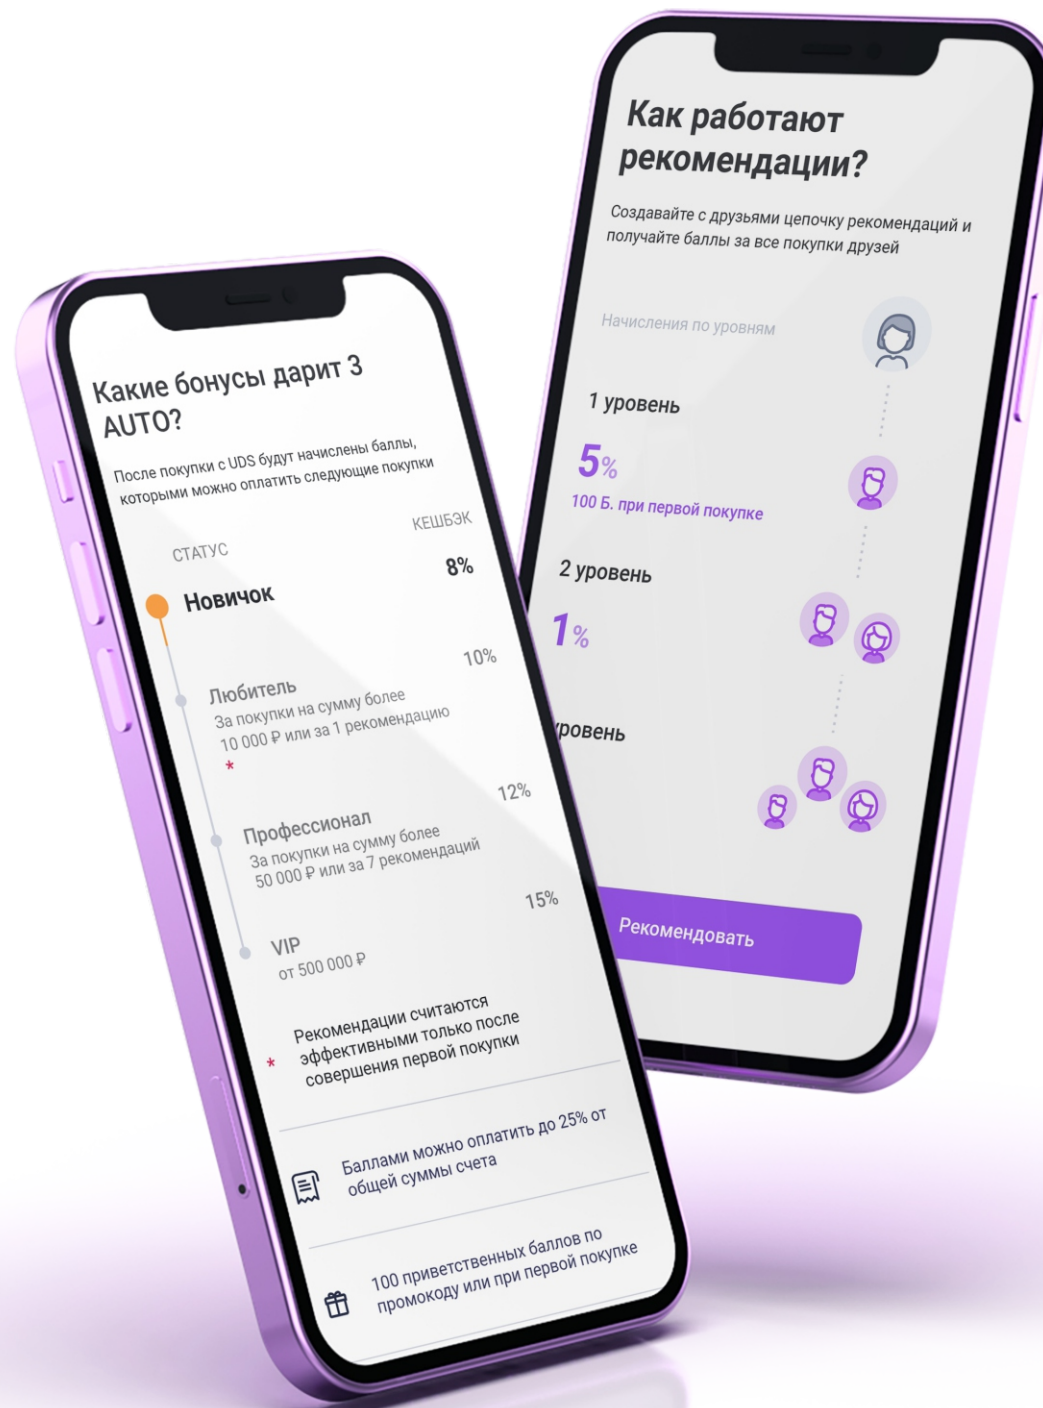 Какие бонусы дарит 3
AUTO?
После покупки с UDS будут начислены баллы,
которыми можно оплатить следующие покупки
СТАТУС
КЕШБЭК
Новичок
8%
Любитель
10%
За покупки на сумму более
10 000 ₽ или за 1 рекомендацию
*
Профессионал
12%
За покупки на сумму более
50 000 ₽ или за 7 рекомендаций
VIP
15%
от 500 000 ₽
* Рекомендации считаются
эффективными только после
совершения первой покупки
Баллами можно оплатить до 25% от
общей суммы счета
100 приветственных баллов по
промокоду или при первой покупке
Как работают
рекомендации?
Создавайте с друзьями цепочку рекомендаций и
получайте баллы за все покупки друзей
Начисления по уровням
1 уровень
5%
100 Б. при первой покупке
2 уровень
1%
уровень
Рекомендовать